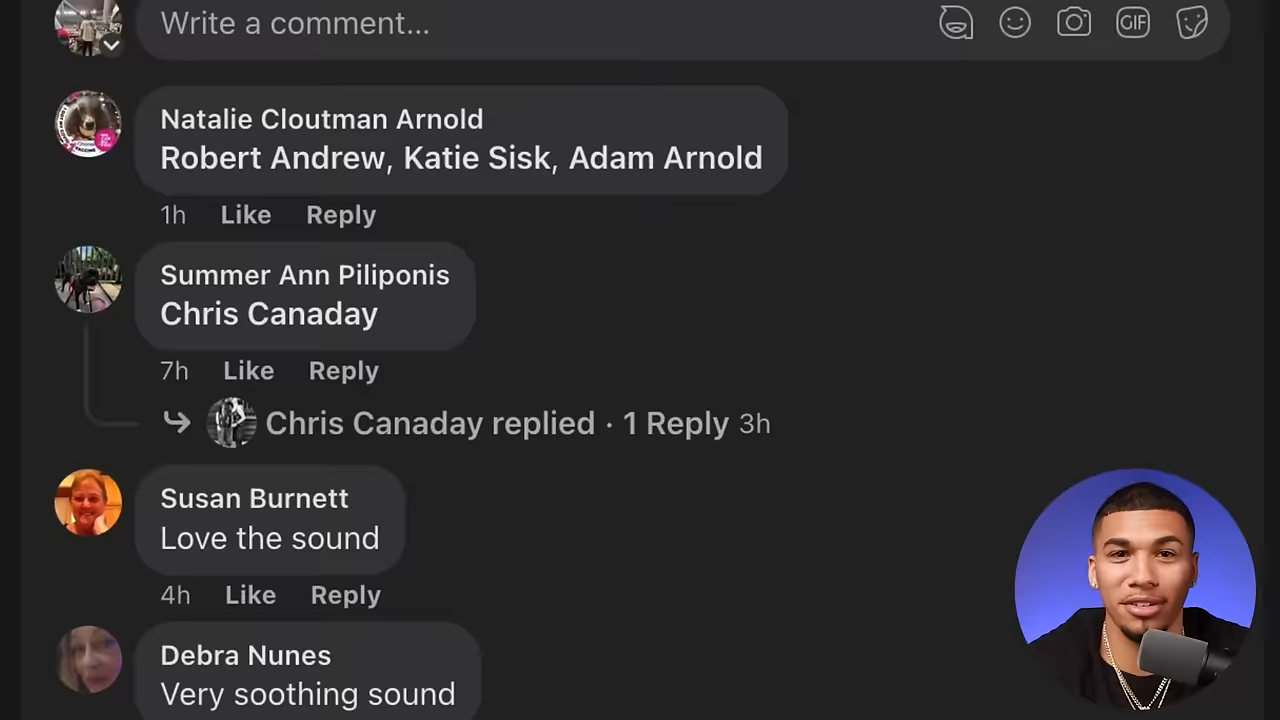 Write a comment...
GIF
Natalie Cloutman Arnold
Robert Andrew, Katie Sisk, Adam Arnold
1h Like Reply
Summer Ann Piliponis
Chris Canaday
7h Like Reply
Chris Canaday replied · 1 Reply 3h
Susan Burnett
Love the sound
4h Like Reply
Debra Nunes
Very soothing sound